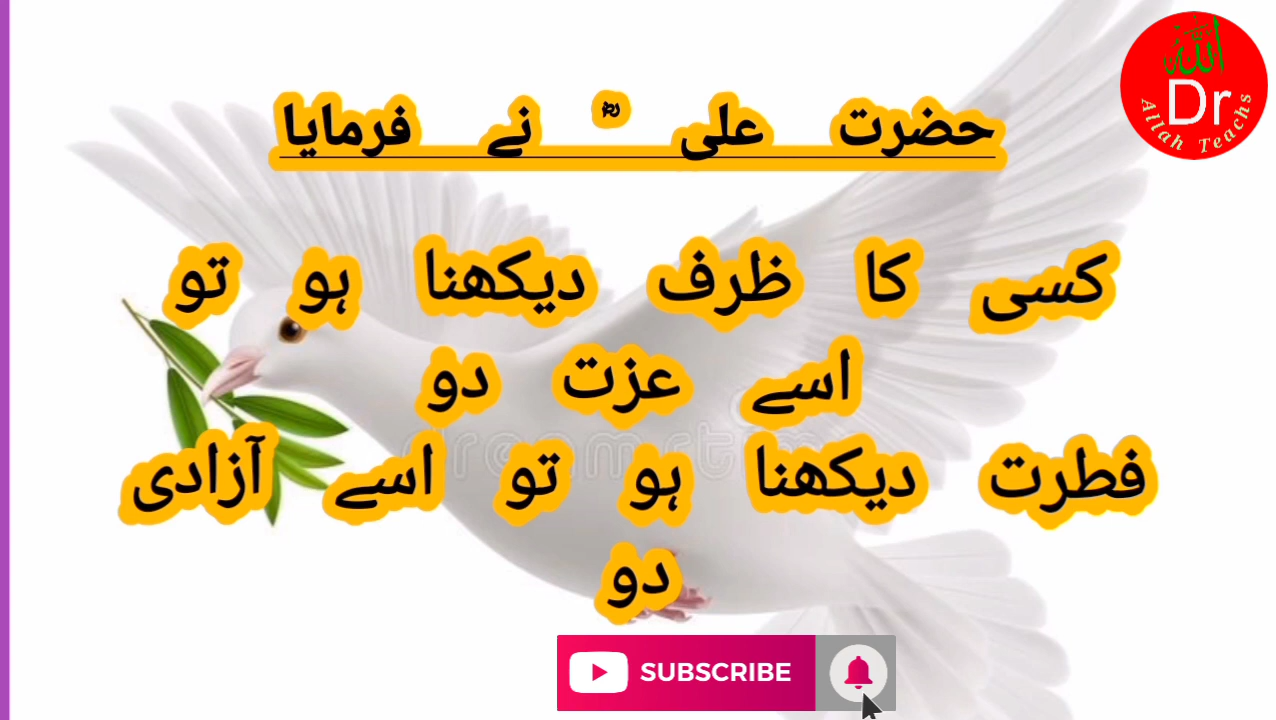 حضرت علی ؓ نے فرمایا
کسی کا ظرف دیکھنا ہو تو
اسے عزت دو
فطرت دیکھنا ہو تو اسے آزادی
دو
الله
Dr
Allah Teachs
SUBSCRIBE